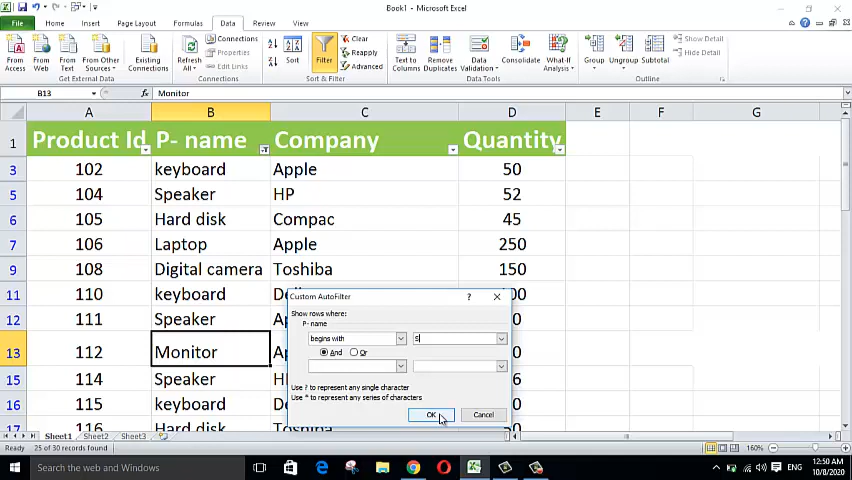 Book1 - Microsoft Excel
File Home Insert Page Layout Formulas Data Review View
From Access From Web From Text From Other Sources Existing Connections
Get External Data
Refresh All Connections Properties Edit Links
Connections
Sort Filter Clear Reapply Advanced
Sort & Filter
Text to Columns Remove Duplicates Data Validation Consolidate What-If Analysis
Data Tools
Group Ungroup Subtotal Show Detail Hide Detail
Outline
B13 fx Monitor
A B C D E F G
1 Product Id P- name Company Quantity
3 102 keyboard Apple 50
5 104 Speaker HP 52
6 105 Hard disk Compac 45
7 106 Laptop Apple 250
9 108 Digital camera Toshiba 150
11 110 keyboard
12 111 Speaker
13 112 Monitor
15 114 Speaker
16 115 keyboard
17 116 Hard disk Toshiba
Custom AutoFilter ?
Show rows where:
P- name
begins with S
And Or
Use ? to represent any single character
Use * to represent any series of characters
OK Cancel
Sheet1 Sheet2 Sheet3
Ready 25 of 30 records found 160%
Search the web and Windows
ENG 12:50 AM
10/8/2020